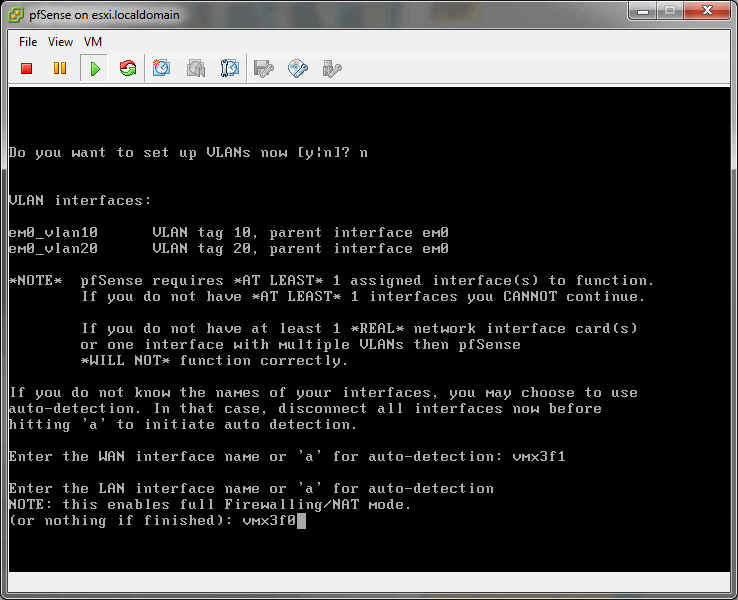 pfSense on esxi.localdomain
File View VM
Do you want to set up VLANs now [y|n]? n
VLAN interfaces:
em0_vlan10 VLAN tag 10, parent interface em0
em0_vlan20 VLAN tag 20, parent interface em0
*NOTE* pfSense requires *AT LEAST* 1 assigned interface(s) to function.
If you do not have *AT LEAST* 1 interfaces you CANNOT continue.
If you do not have at least 1 *REAL* network interface card(s)
or one interface with multiple VLANs then pfSense
*WILL NOT* function correctly.
If you do not know the names of your interfaces, you may choose to use
auto-detection. In that case, disconnect all interfaces now before
hitting 'a' to initiate auto detection.
Enter the WAN interface name or 'a' for auto-detection: vmx3f1
Enter the LAN interface name or 'a' for auto-detection
NOTE: this enables full Firewalling/NAT mode.
(or nothing if finished): vmx3f0